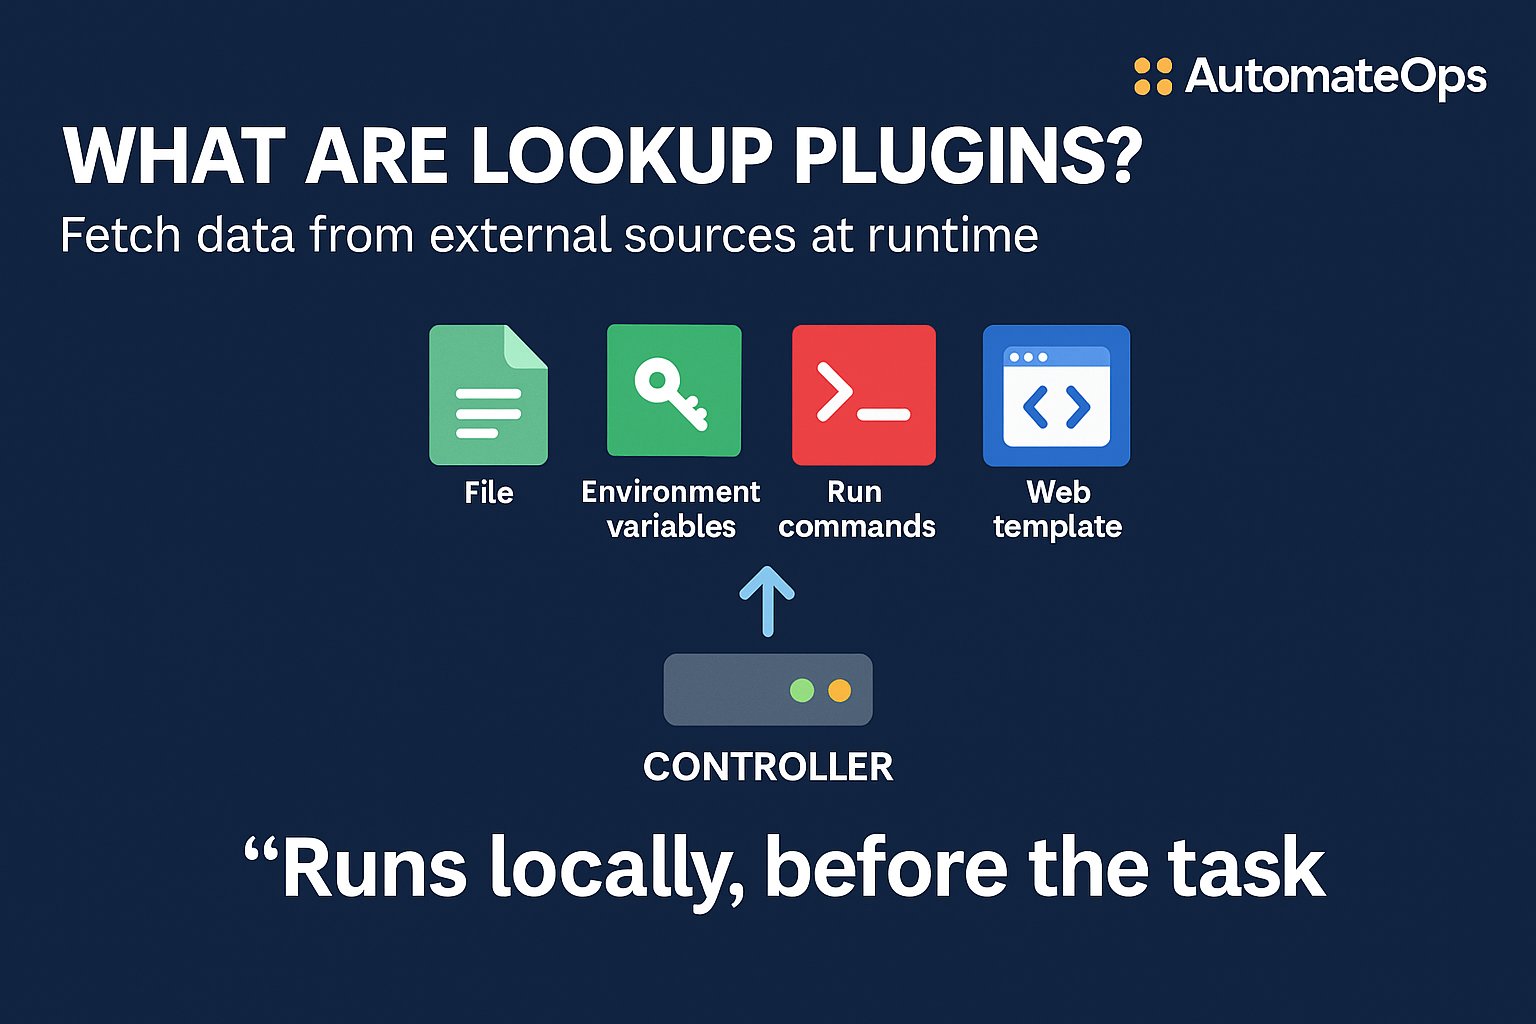 AutomateOps
WHAT ARE LOOKUP PLUGINS?
Fetch data from external sources at runtime
File
Environment
variables
Run
commands
Web
template
CONTROLLER
“Runs locally, before the task